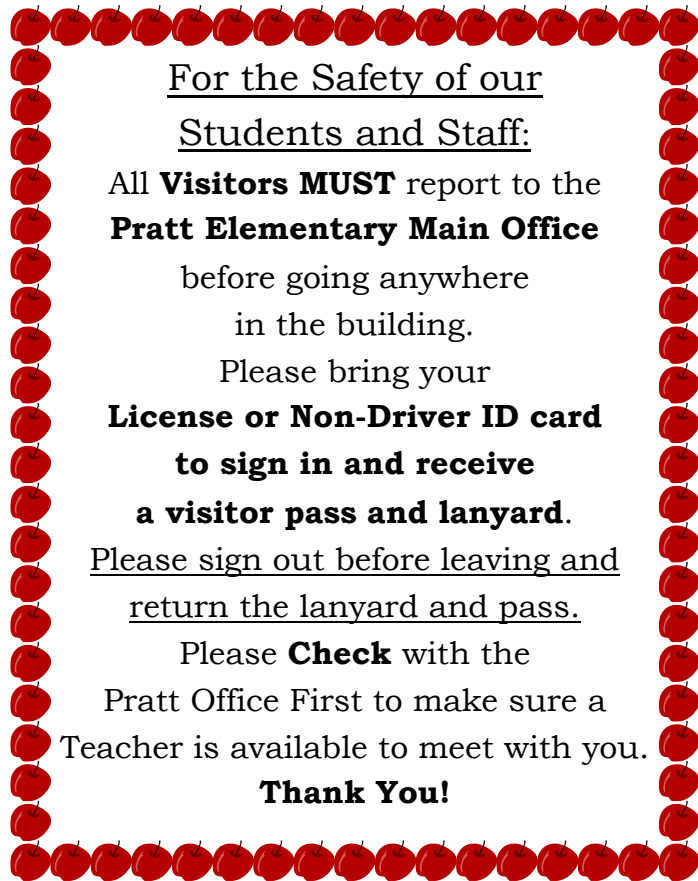 For the Safety of our
Students and Staff:
All Visitors MUST report to the
Pratt Elementary Main Office
before going anywhere
in the building.
Please bring your
License or Non-Driver ID card
to sign in and receive
a visitor pass and lanyard.
Please sign out before leaving and
return the lanyard and pass.
Please Check with the
Pratt Office First to make sure a
Teacher is available to meet with you.
Thank You!